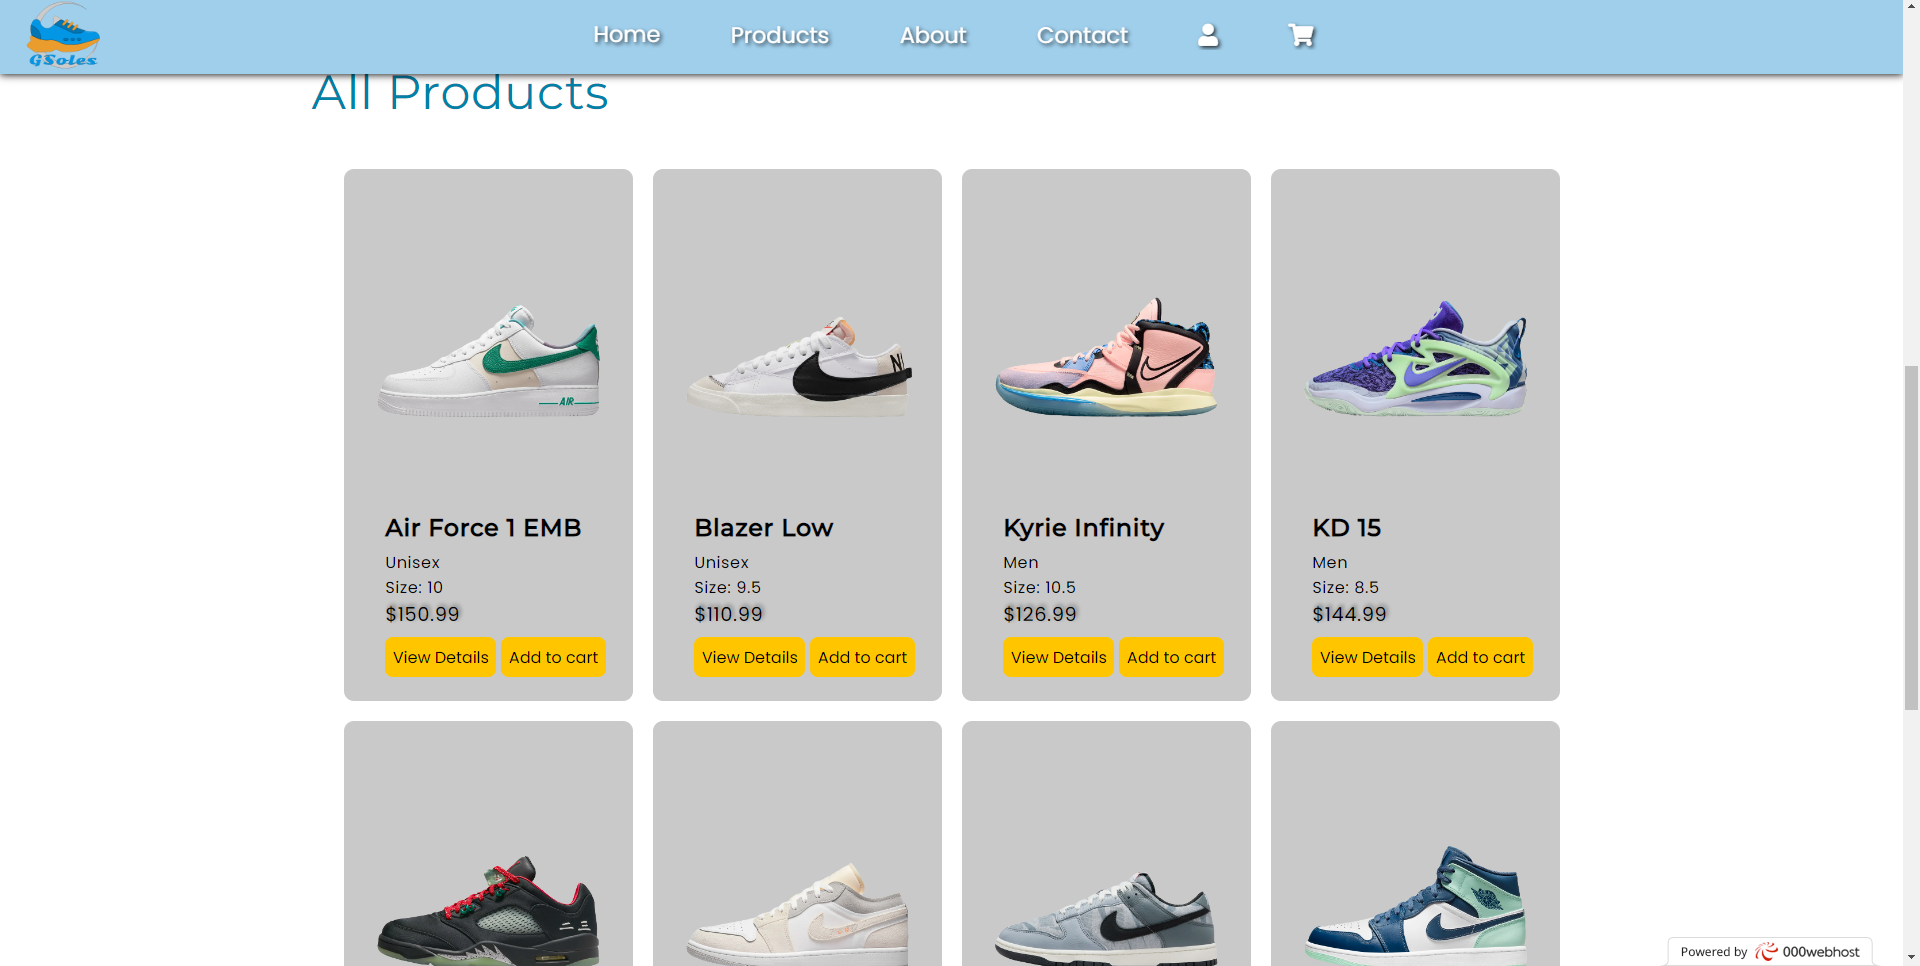 GSoles
Home Products About Contact
All Products
AIR
Air Force 1 EMB
Unisex
Size: 10
$150.99
View Details Add to cart
Blazer Low
Unisex
Size: 9.5
$110.99
View Details Add to cart
Kyrie Infinity
Men
Size: 10.5
$126.99
View Details Add to cart
KD 15
Men
Size: 8.5
$144.99
View Details Add to cart
Powered by 000webhost